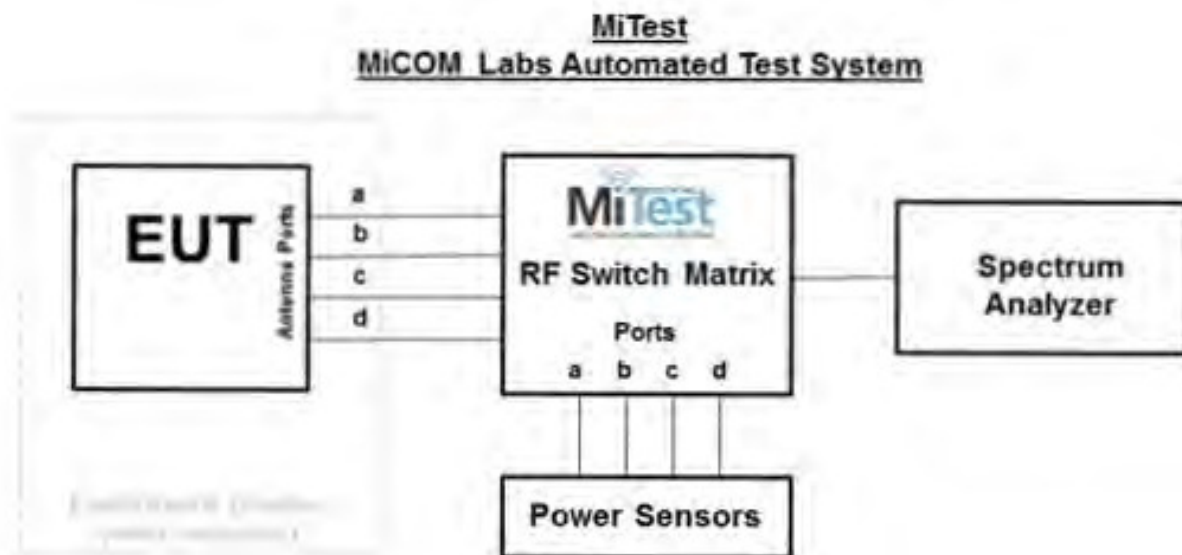 MiTest
MiCOM Labs Automated Test System
EUT
Antenna Ports
a
b
c
d
MiTest
RF Switch Matrix
Ports
a b c d
Spectrum
Analyzer
Power Sensors